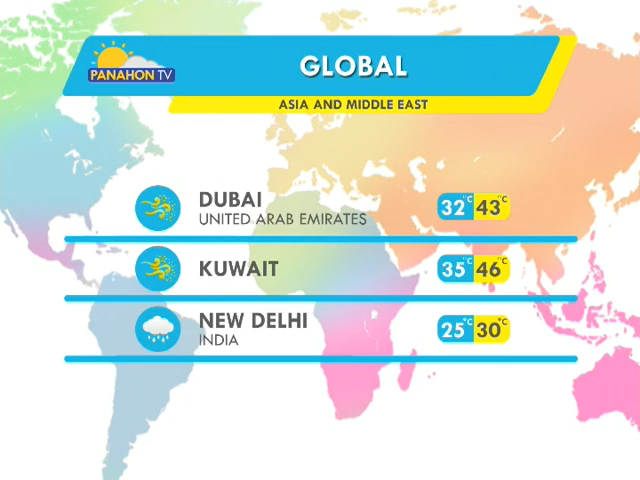 PANAHON TV
GLOBAL
ASIA AND MIDDLE EAST
DUBAI
UNITED ARAB EMIRATES
32°C 43°C
KUWAIT
35°C 46°C
NEW DELHI
INDIA
25°C 30°C